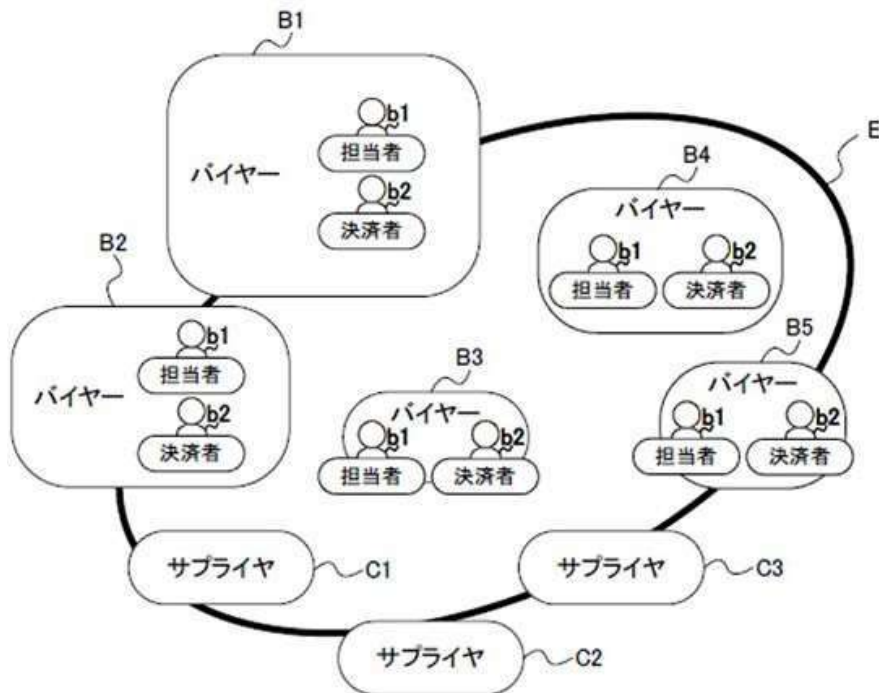 B1
b1
担当者
バイヤー
b2
決済者
E
B4
バイヤー
b1
b2
担当者
決済者
B2
b1
担当者
バイヤー
b2
決済者
B3
バイヤー
b1
b2
担当者
決済者
B5
バイヤー
b1
b2
担当者
決済者
サプライヤ
C1
サプライヤ
C3
サプライヤ
C2